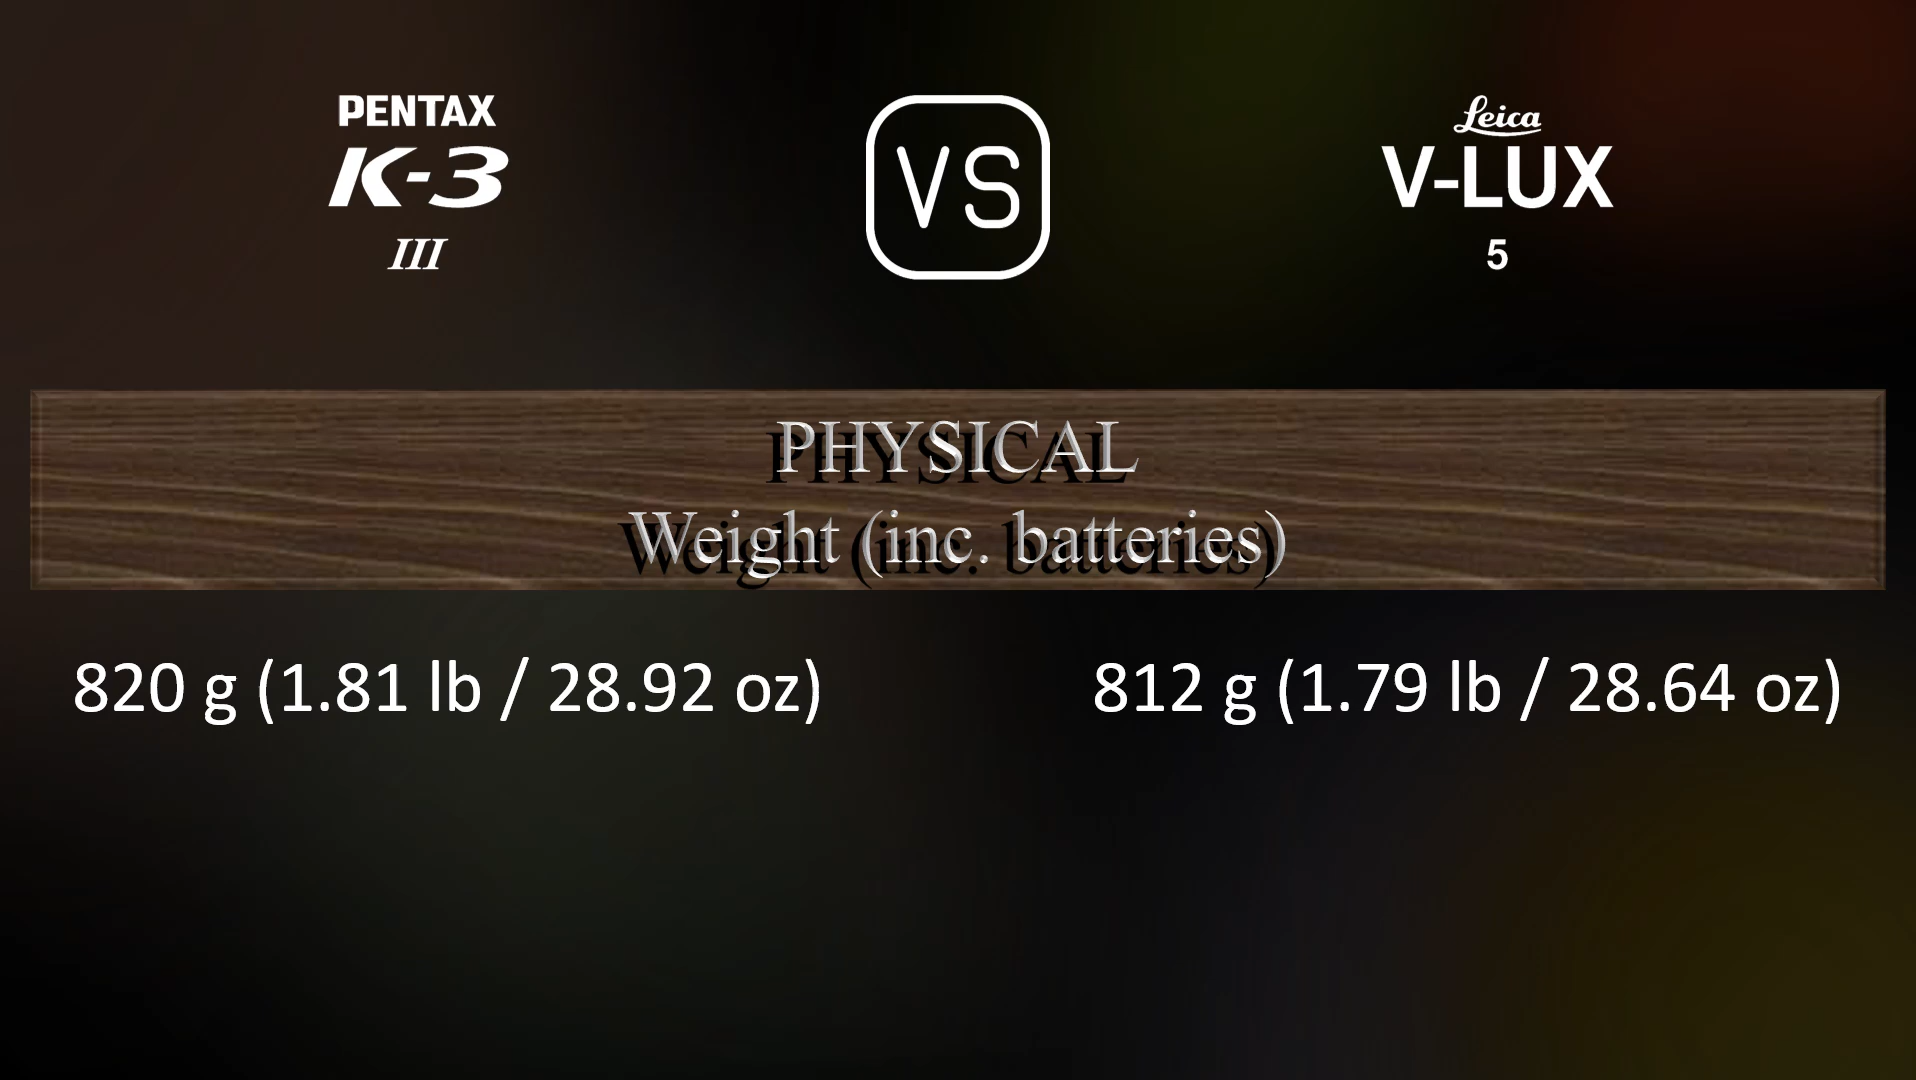 PENTAX
K-3
III
VS
Leica
V-LUX
5
PHYSICAL
Weight (inc. batteries)
820 g (1.81 lb / 28.92 oz)
812 g (1.79 lb / 28.64 oz)